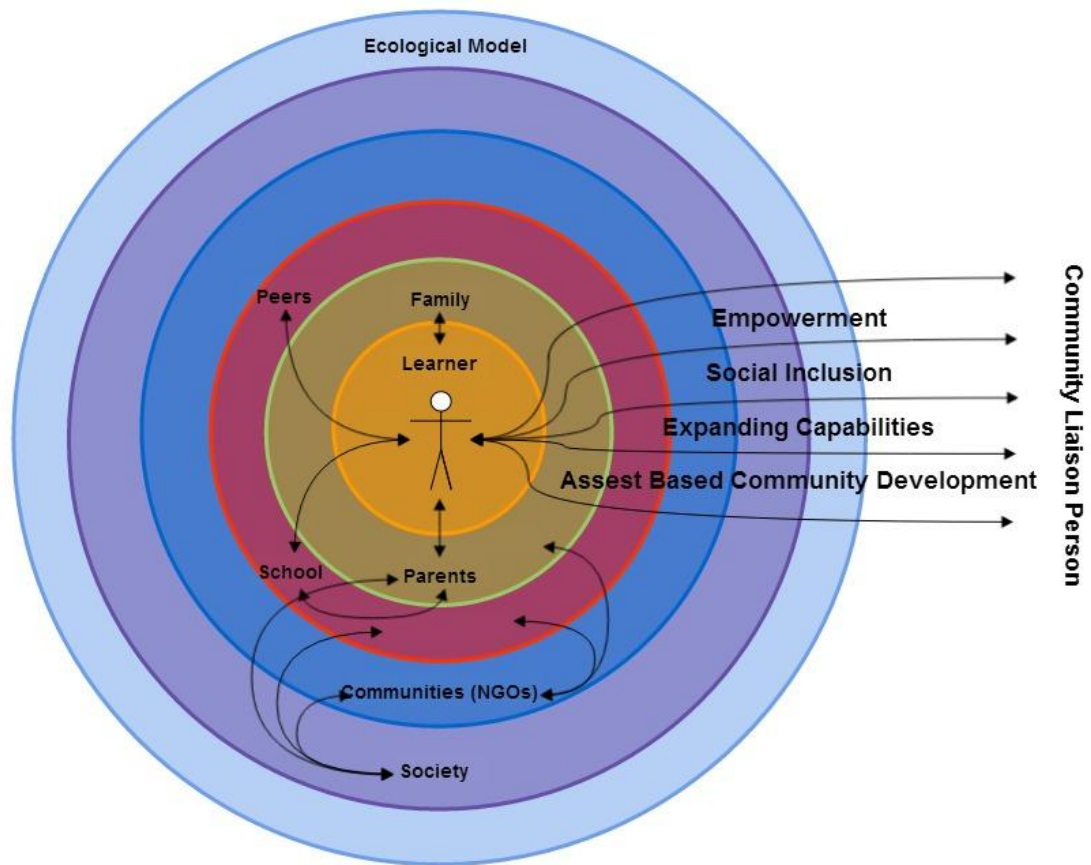 Ecological Model
Peers
Family
Learner
Empowerment
Social Inclusion
Expanding Capabilities
Assest Based Community Development
School
Parents
Communities (NGOs)
Society
Community Liaison Person